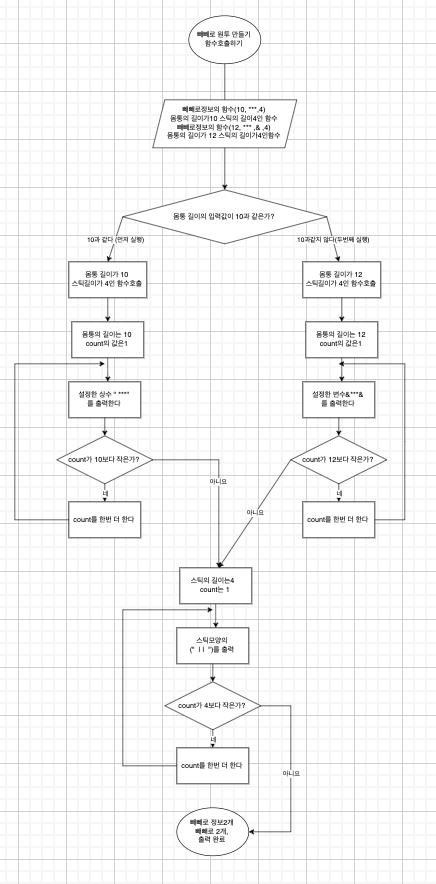 빼빼로 원투 만들기
함수호출하기
빼빼로정보의 함수(10, ***,4)
몸통의 길이가10 스틱의 길이4인 함수
빼빼로정보의 함수(12, *** ,& ,4)
몸통의 길이가 12 스틱의 길이가4인함수
몸통 길이의 입력값이 10과 같은가?
10과 같다 (먼저 실행)
10과같지 않다(두번째 실행)
몸통 길이가 10
스틱길이가 4인 함수호출
몸통 길이가 12
스틱길이가 4인 함수호출
몸통의 길이는 10
count의 값은1
몸통의 길이는 12
count의 값은1
설정한 상수 " ****"
를 출력한다
설정한 변수&***&
를 출력한다
count가 10보다 작은가?
count가 12보다 작은가?
네
아니요
네
아니요
count를 한번 더 한다
count를 한번 더 한다
스틱의 길이는4
count는 1
스틱모양의
(" | | ")를 출력
count가 4보다 작은가?
네
아니요
count를 한번 더 한다
빼빼로 정보2개
빼빼로 2개,
출력 완료